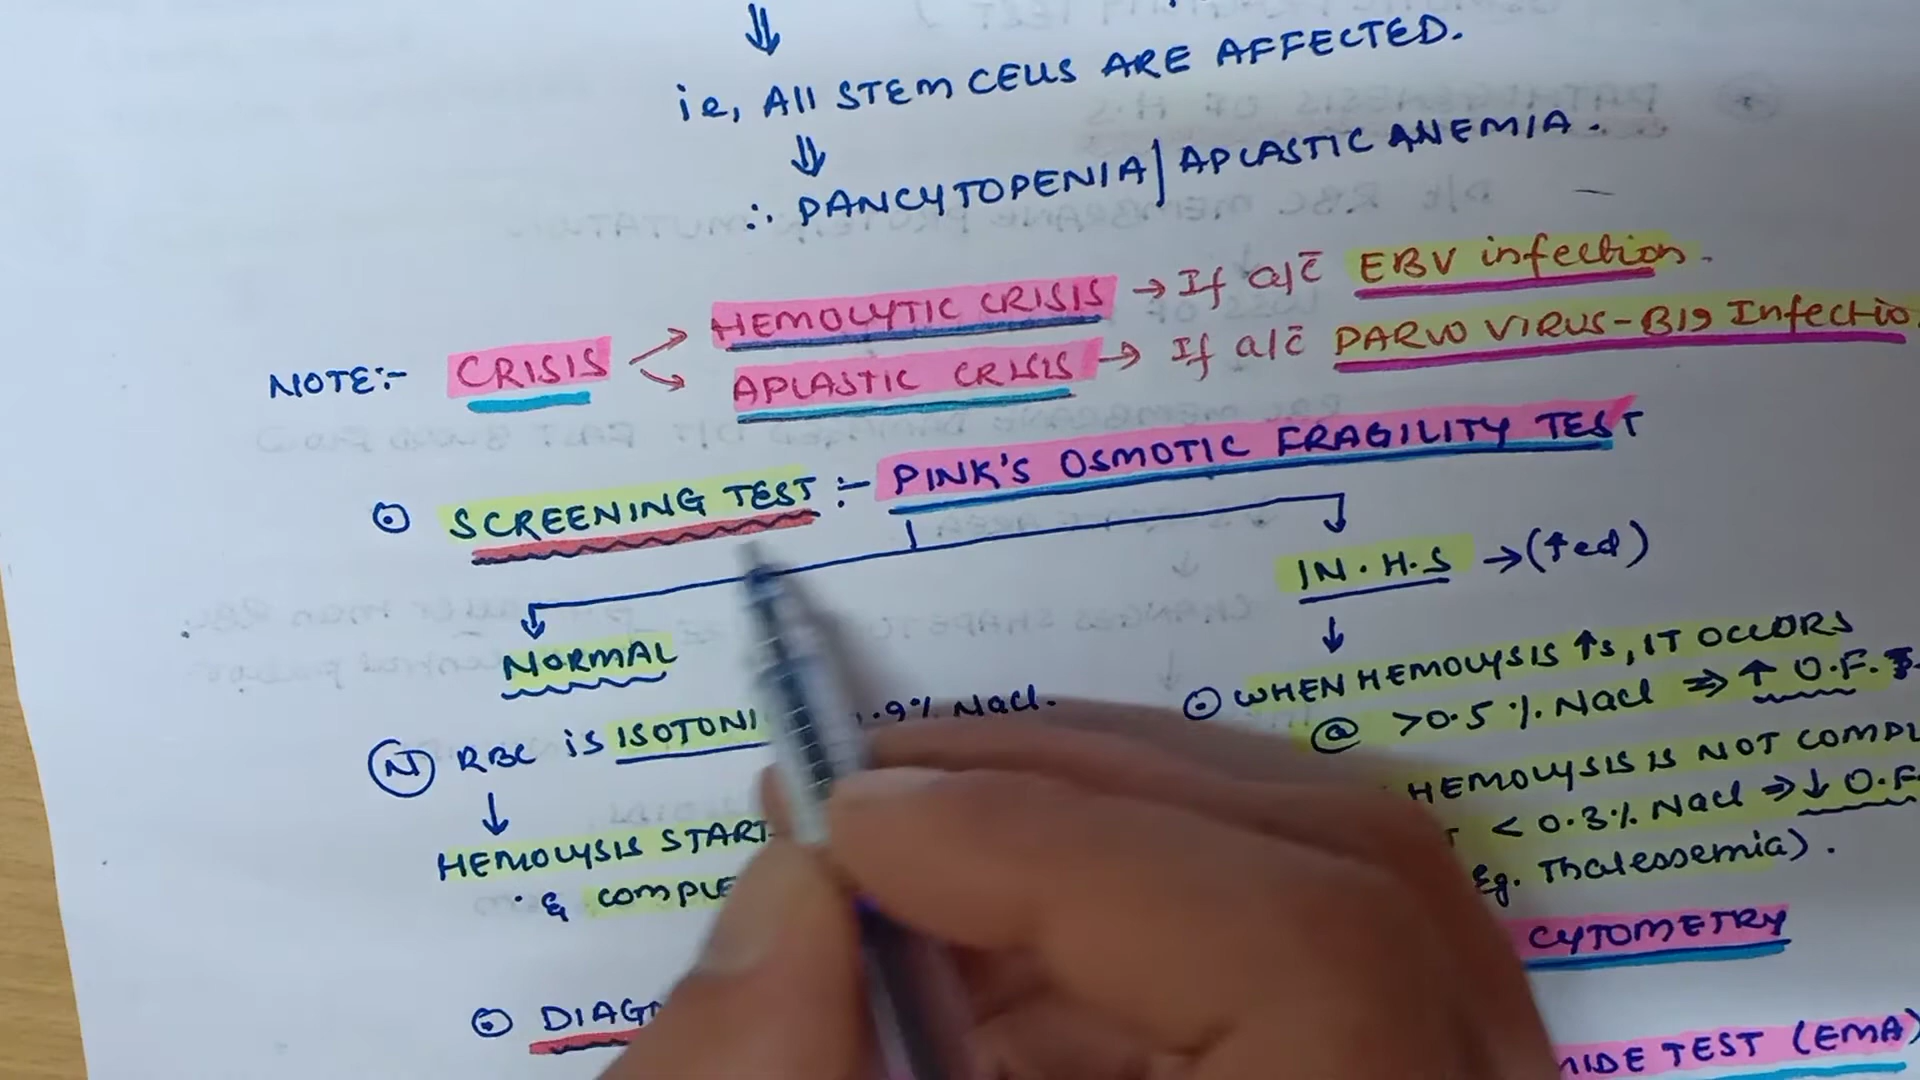 ie, All STEM CELLS ARE AFFECTED.
∴ PANCYTOPENIA/APLASTIC ANEMIA.
NOTE:- CRISIS
HEMOLYTIC CRISIS → If a/c̄ EBV infection.
APLASTIC CRISIS → If a/c̄ PARVO VIRUS-B19 Infectio
⊙ SCREENING TEST :- PINK'S OSMOTIC FRAGILITY TEST
NORMAL
(N) RBC is ISOTONI .9% Nacl.
↓
HEMOLYSIS START
& COMPLE
IN. H.S → (↑ed)
↓
⊙ WHEN HEMOLYSIS ↑s, IT OCCURS
@ >0.5%. Nacl ⇒ ↑ O.F.
HEMOLYSIS IS NOT COMPL
< 0.3%. Nacl ⇒ ↓ O.F
Eg. Thalessemia).
CYTOMETRY
⊙ DIAGN
MIDE TEST (EMA)